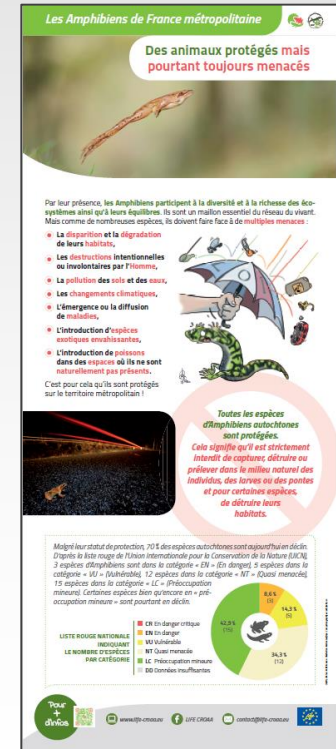 Les Amphibiens de France métropolitaine
Des animaux protégés mais
pourtant toujours menacés
Par leur présence, les Amphibiens participent à la diversité et à la richesse des éco-
systèmes ainsi qu'à leurs équilibres. Ils sont un maillon essentiel du réseau du vivant.
Mais comme de nombreuses espèces, ils doivent faire face à de multiples menaces :
La disparition et la dégradation
de leurs habitats,
Les destructions intentionnelles
ou involontaires par l'Homme,
La pollution des sols et des eaux,
Les changements climatiques,
L'émergence ou la diffusion
de maladies,
L'introduction d'espèces
exotiques envahissantes,
L'introduction de poissons
dans des espaces où ils ne sont
naturellement pas présents.
C'est pour cela qu'ils sont protégés
sur le territoire métropolitain !
Toutes les espèces
d'Amphibiens autochtones
sont protégées.
Cela signifie qu'il est strictement
interdit de capturer, détruire ou
prélever dans le milieu naturel des
individus, des larves ou des pontes
et pour certaines espèces,
de détruire leurs
habitats.
Malgré leur statut de protection, 70 % des espèces autochtones sont aujourd'hui en déclin.
D'après la liste rouge de l'Union Internationale pour la Conservation de la Nature (UICN),
3 espèces d'Amphibiens sont dans la catégorie « EN » (En danger), 5 espèces dans la
catégorie « VU » (Vulnérable), 12 espèces dans la catégorie « NT » (Quasi menacée),
15 espèces dans la catégorie « LC » (Préoccupation
mineure). Certaines espèces bien qu'encore en « pré-
occupation mineure » sont pourtant en déclin.
LISTE ROUGE NATIONALE
INDIQUANT
LE NOMBRE D'ESPÈCES
PAR CATÉGORIE
CR En danger critique
EN En danger
VU Vulnérable
NT Quasi menacée
LC Préoccupation mineure
DD Données insuffisantes
8,6 %
(3)
14,3 %
(5)
34,3 %
(12)
42,9 %
(15)
Pour
+
d'infos
www.life-croaa.eu
LIFE CROAA
contact@life-croaa.eu